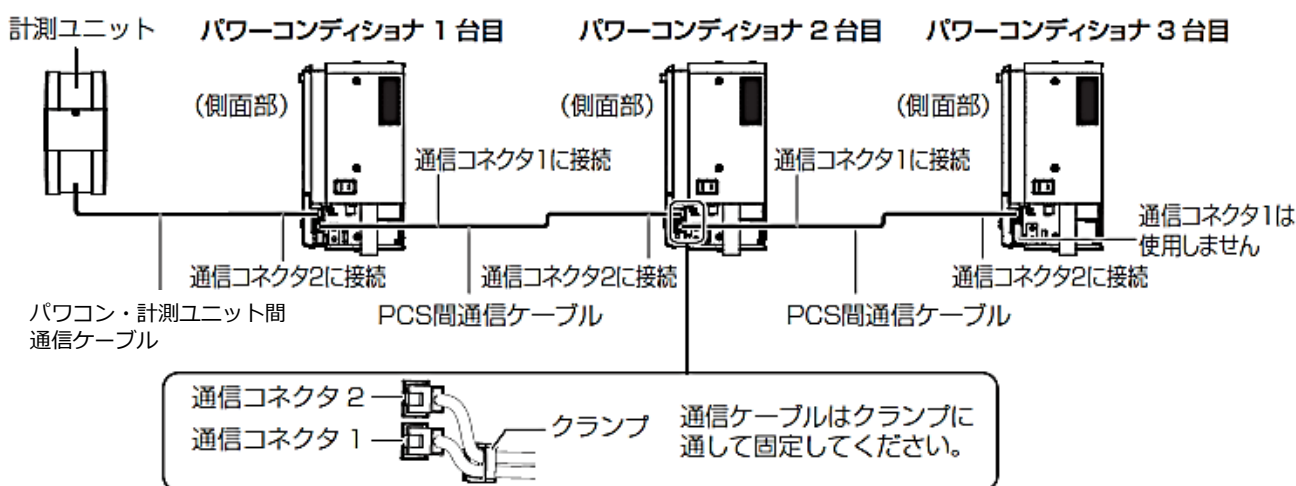 計測ユニット
パワーコンディショナ 1 台目
パワーコンディショナ 2 台目
パワーコンディショナ 3 台目
（側面部）
（側面部）
（側面部）
通信コネクタ1に接続
通信コネクタ1に接続
通信コネクタ1は
使用しません
通信コネクタ2に接続
通信コネクタ2に接続
通信コネクタ2に接続
パワコン・計測ユニット間
通信ケーブル
PCS間通信ケーブル
PCS間通信ケーブル
通信コネクタ 2
通信コネクタ 1
クランプ
通信ケーブルはクランプに
通して固定してください。